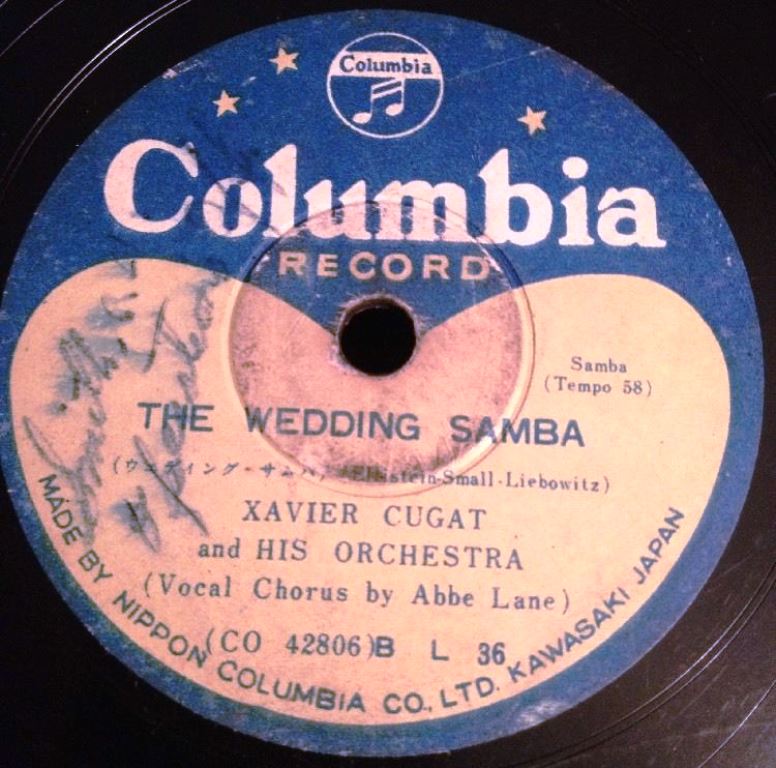 Columbia
Columbia
RECORD
Samba
(Tempo 58)
THE WEDDING SAMBA
(ウエディング・サムバ) -Small-Liebowitz)
XAVIER CUGAT
and HIS ORCHESTRA
(Vocal Chorus by Abbe Lane)
(CO 42806)B L 36
MADE BY NIPPON COLUMBIA CO., LTD. KAWASAKI JAPAN